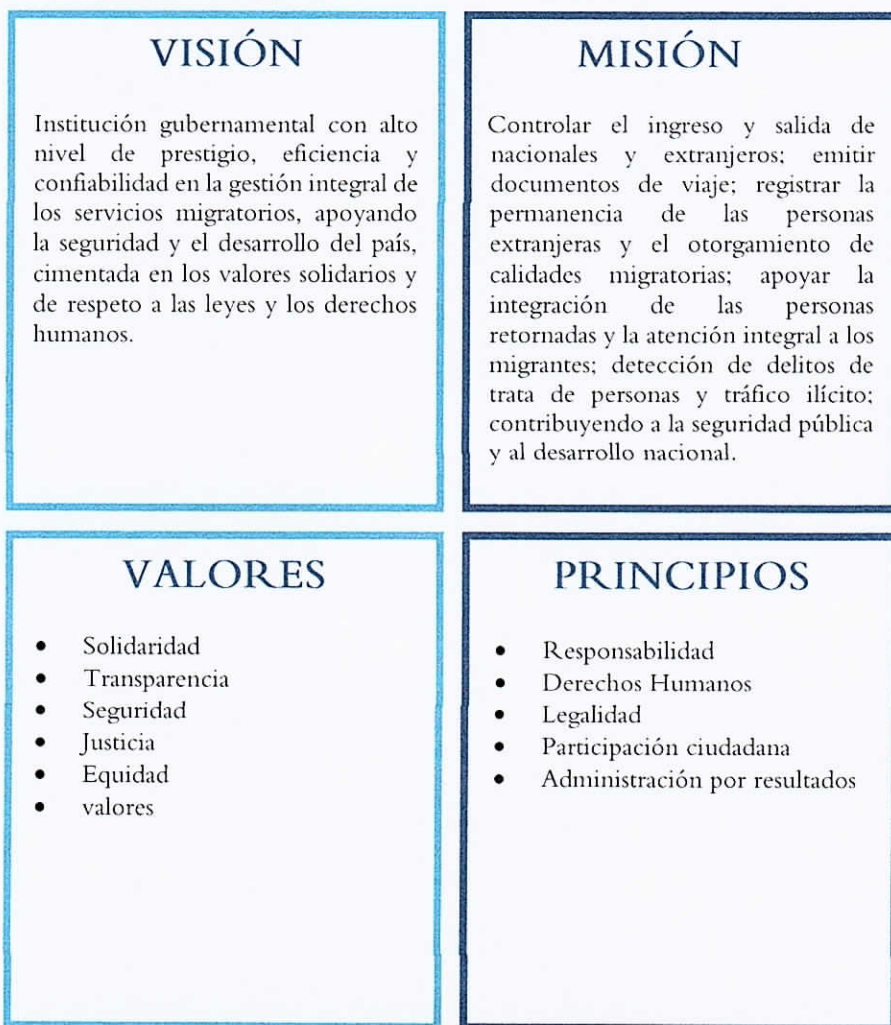 VISIÓN
Institución gubernamental con alto
nivel de prestigio, eficiencia y
confiabilidad en la gestión integral de
los servicios migratorios, apoyando
la seguridad y el desarrollo del país,
cimentada en los valores solidarios y
de respeto a las leyes y los derechos
humanos.
MISIÓN
Controlar el ingreso y salida de
nacionales y extranjeros; emitir
documentos de viaje; registrar la
permanencia de las personas
extranjeras y el otorgamiento de
calidades migratorias; apoyar la
integración de las personas
retornadas y la atención integral a los
migrantes; detección de delitos de
trata de personas y tráfico ilícito;
contribuyendo a la seguridad pública
y al desarrollo nacional.
VALORES
• Solidaridad
• Transparencia
• Seguridad
• Justicia
• Equidad
• valores
PRINCIPIOS
• Responsabilidad
• Derechos Humanos
• Legalidad
• Participación ciudadana
• Administración por resultados